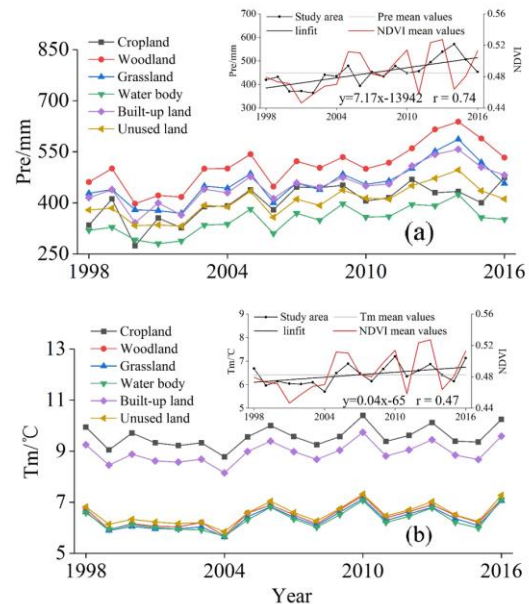 Cropland
Woodland
Grassland
Water body
Built-up land
Unused land
Study area Pre mean values
linfit NDVI mean values
y=7.17x-13942 r = 0.74
Pre/mm
700
600
500
400
300
NDVI
0.56
0.52
0.48
0.44
1998 2004 2010 2016
Pre/mm
850
750
650
550
450
350
250
(a)
1998 2004 2010 2016
Cropland
Woodland
Grassland
Water body
Built-up land
Unused land
Study area Tm mean values
linfit NDVI mean values
y=0.04x-65 r = 0.47
Tm/℃
9
8
7
6
5
4
NDVI
0.56
0.52
0.48
0.44
1998 2004 2010 2016
Tm/℃
13
11
9
7
5
(b)
1998 2004 2010 2016
Year